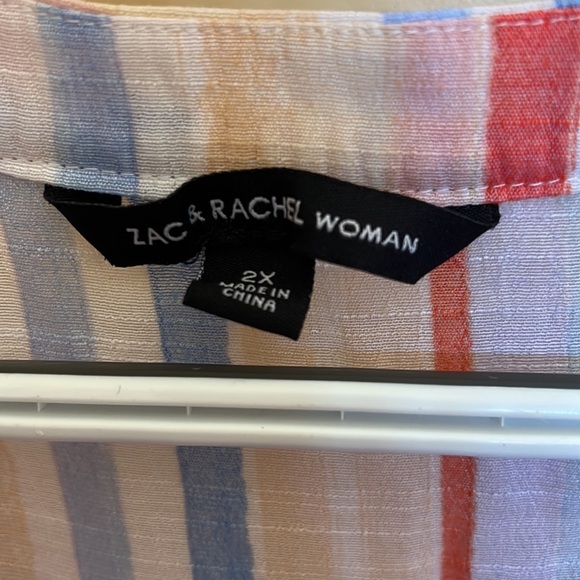 ZAC & RACHEL WOMAN
2X
MADE IN
CHINA